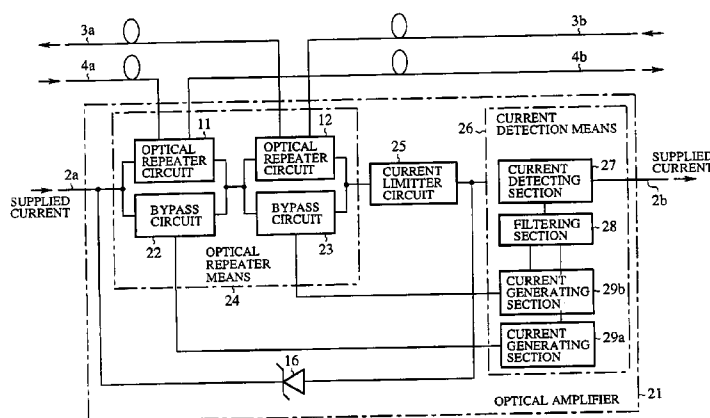 3a
3b
4a
4b
CURRENT
DETECTION MEANS
26
11
12
OPTICAL
REPEATER
CIRCUIT
OPTICAL
REPEATER
CIRCUIT
25
CURRENT
LIMITTER
CIRCUIT
27
CURRENT
DETECTING
SECTION
2a
SUPPLIED
CURRENT
SUPPLIED
CURRENT
2b
BYPASS
CIRCUIT
22
BYPASS
CIRCUIT
23
FILTERING
SECTION
28
OPTICAL
REPEATER
MEANS
24
CURRENT
GENERATING
SECTION
29b
CURRENT
GENERATING
SECTION
29a
16
OPTICAL AMPLIFIER
21